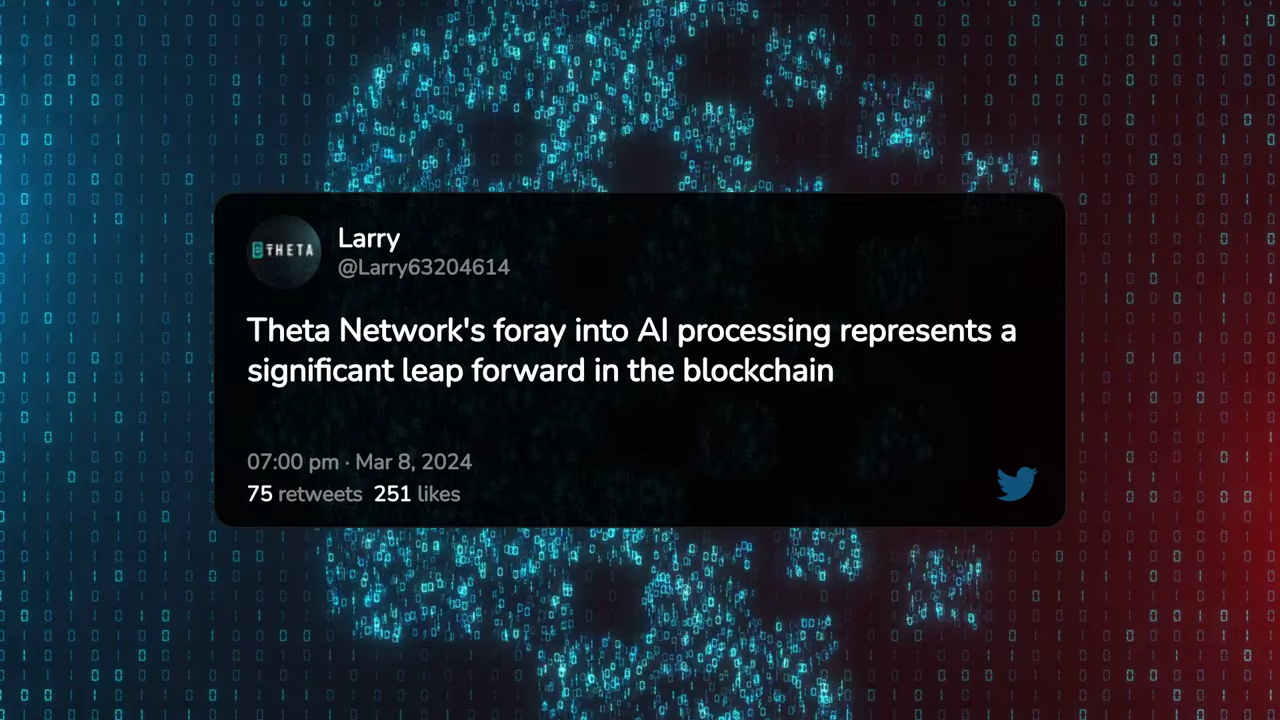 THETA
Larry
@Larry63204614
Theta Network's foray into AI processing represents a
significant leap forward in the blockchain
07:00 pm · Mar 8, 2024
75 retweets 251 likes